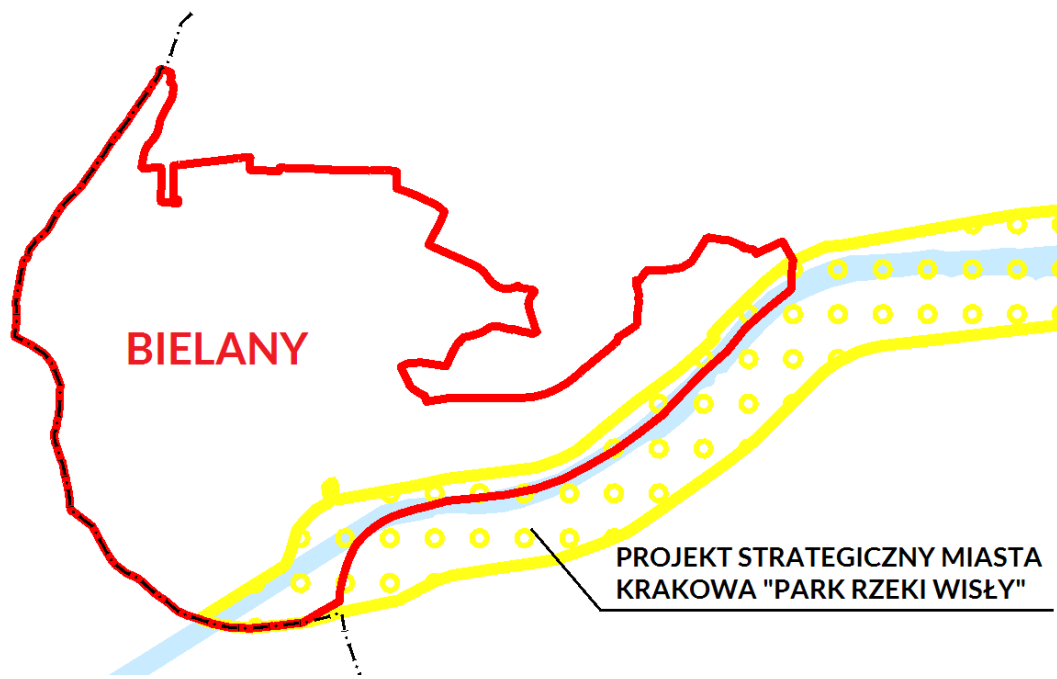 BIELANY
PROJEKT STRATEGICZNY MIASTA
KRAKOWA "PARK RZEKI WISŁY"